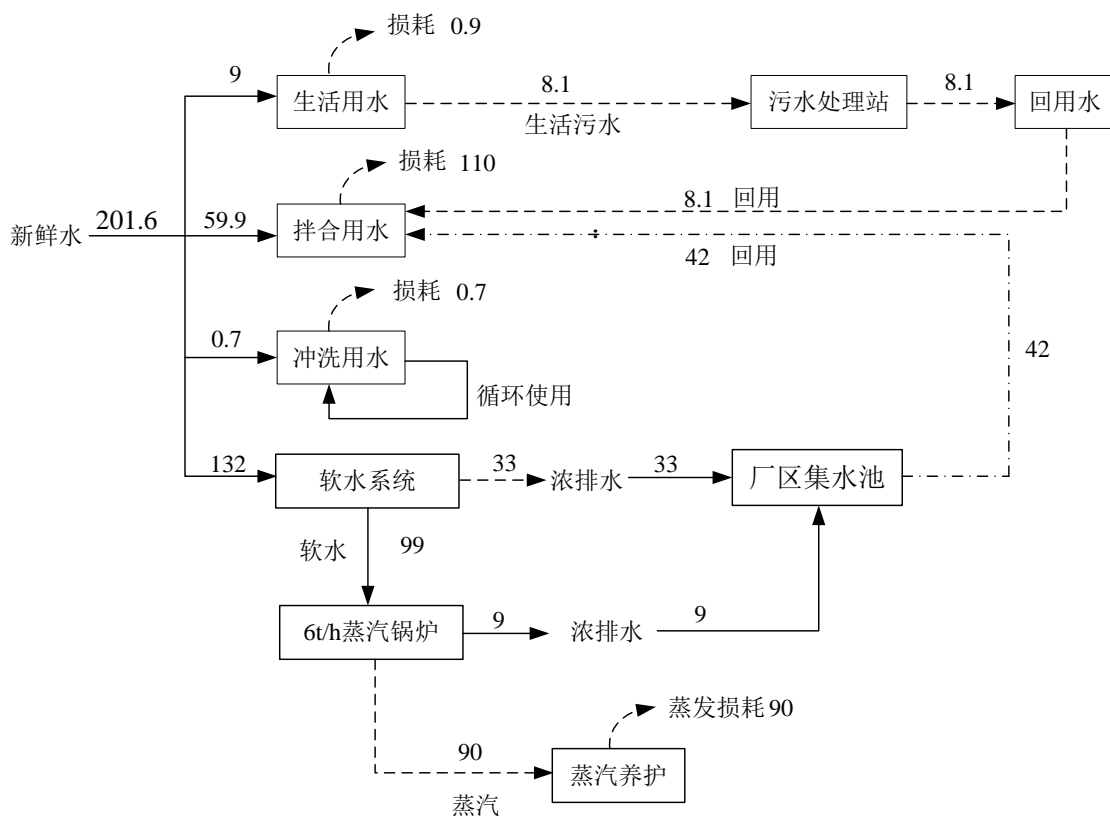 损耗 0.9
9
生活用水
8.1
生活污水
污水处理站
8.1
回用水
损耗 110
8.1 回用
新鲜水
201.6
59.9
拌合用水
42 回用
损耗 0.7
0.7
冲洗用水
循环使用
42
132
软水系统
33
浓排水
33
厂区集水池
软水
99
6t/h蒸汽锅炉
9
浓排水
9
蒸发损耗90
90
蒸汽
蒸汽养护